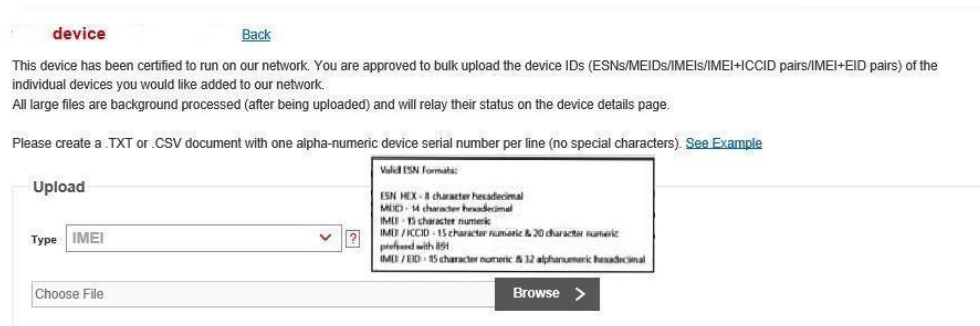 device
Back
This device has been certified to run on our network. You are approved to bulk upload the device IDs (ESNs/MEIDs/IMEIs/IMEI+ICCID pairs/IMEI+EID pairs) of the
individual devices you would like added to our network.
All large files are background processed (after being uploaded) and will relay their status on the device details page.
Please create a .TXT or .CSV document with one alpha-numeric device serial number per line (no special characters). See Example
Valid ESN Formats:
ESN HEX - 8 character hexadecimal
MEID - 14 character hexadecimal
IMEI - 15 character numeric
IMEI / ICCID - 15 character numeric & 20 character numeric
prefixed with 891
IMEI / EID - 15 character numeric & 32 alphanumeric hexadecimal
Upload
Type IMEI ?
Choose File Browse >